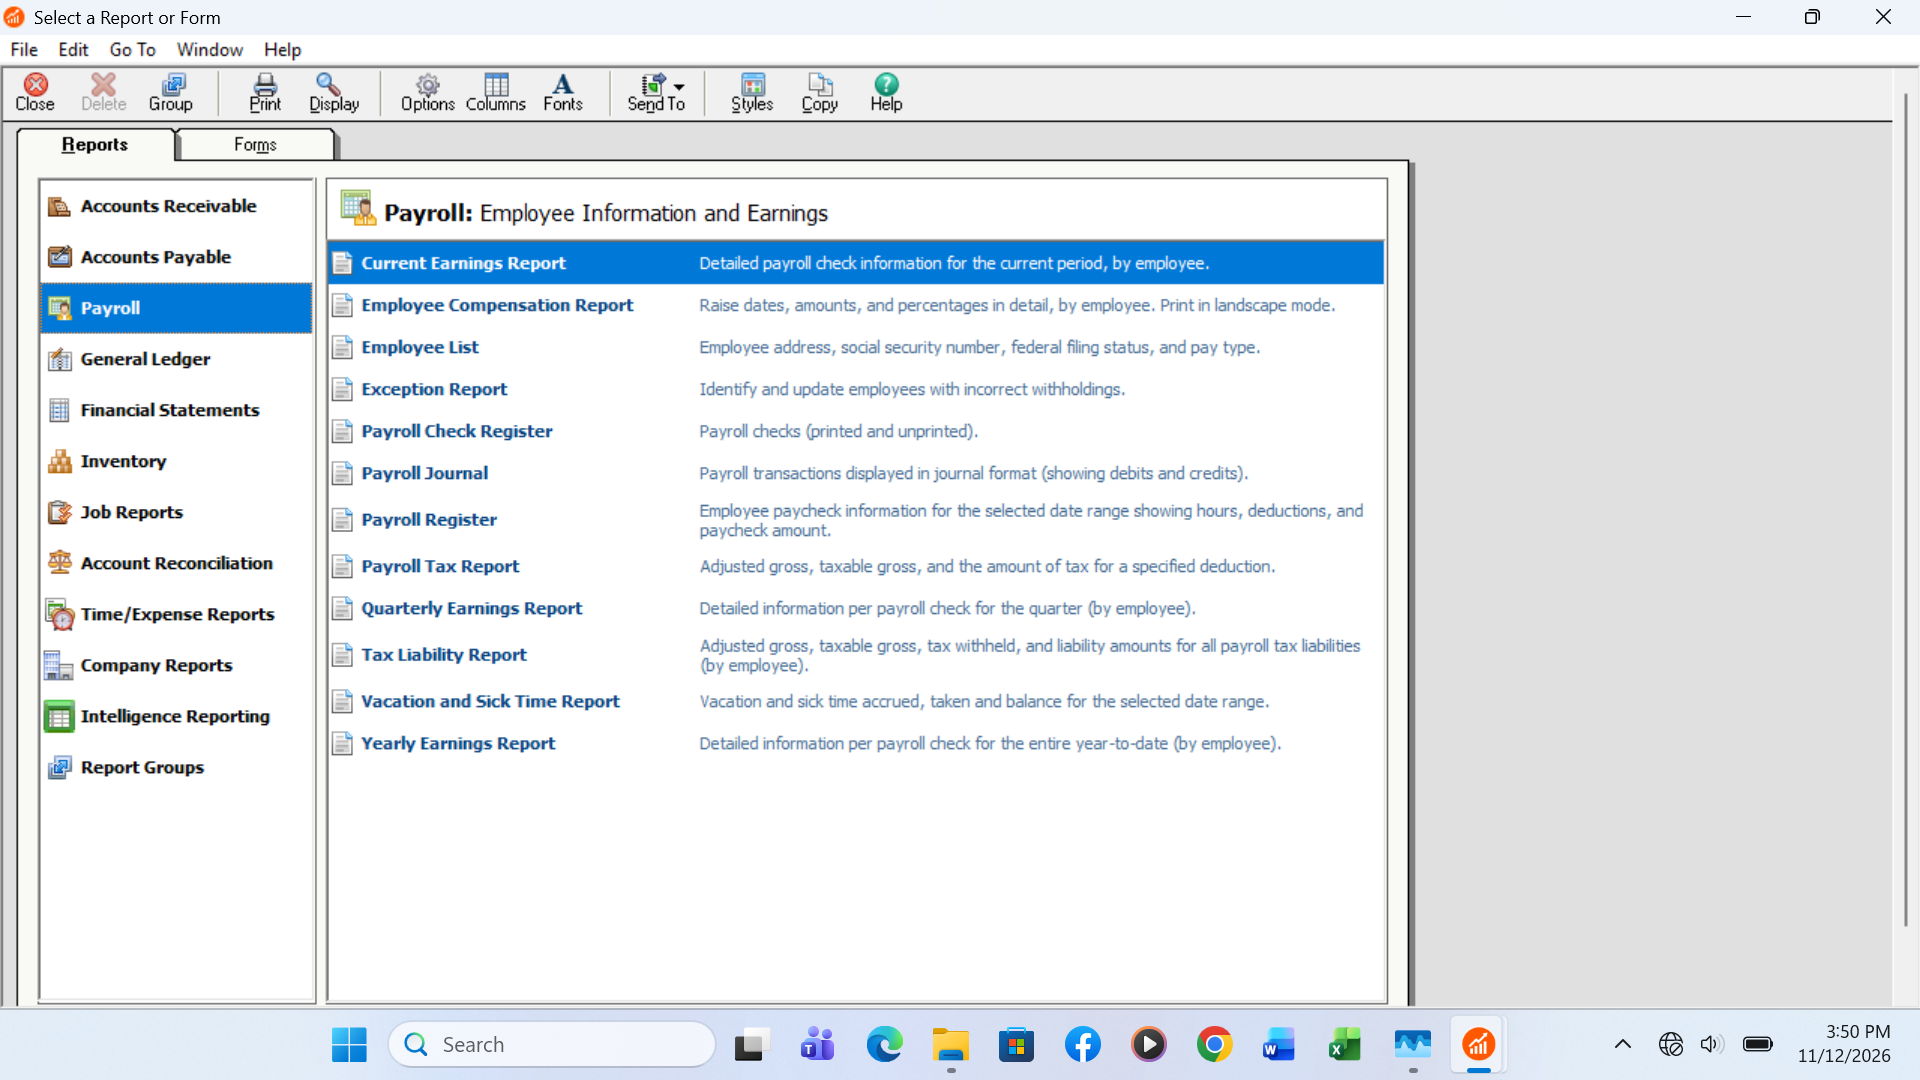 Select a Report or Form
File Edit Go To Window Help
Close Delete Group Print Display Options Columns Fonts Send To Styles Copy Help
Reports Forms
Accounts Receivable
Accounts Payable
Payroll
General Ledger
Financial Statements
Inventory
Job Reports
Account Reconciliation
Time/Expense Reports
Company Reports
Intelligence Reporting
Report Groups
Payroll: Employee Information and Earnings
Current Earnings Report Detailed payroll check information for the current period, by employee.
Employee Compensation Report Raise dates, amounts, and percentages in detail, by employee. Print in landscape mode.
Employee List Employee address, social security number, federal filing status, and pay type.
Exception Report Identify and update employees with incorrect withholdings.
Payroll Check Register Payroll checks (printed and unprinted).
Payroll Journal Payroll transactions displayed in journal format (showing debits and credits).
Payroll Register Employee paycheck information for the selected date range showing hours, deductions, and
paycheck amount.
Payroll Tax Report Adjusted gross, taxable gross, and the amount of tax for a specified deduction.
Quarterly Earnings Report Detailed information per payroll check for the quarter (by employee).
Tax Liability Report Adjusted gross, taxable gross, tax withheld, and liability amounts for all payroll tax liabilities
(by employee).
Vacation and Sick Time Report Vacation and sick time accrued, taken and balance for the selected date range.
Yearly Earnings Report Detailed information per payroll check for the entire year-to-date (by employee).
Search
3:50 PM
11/12/2026